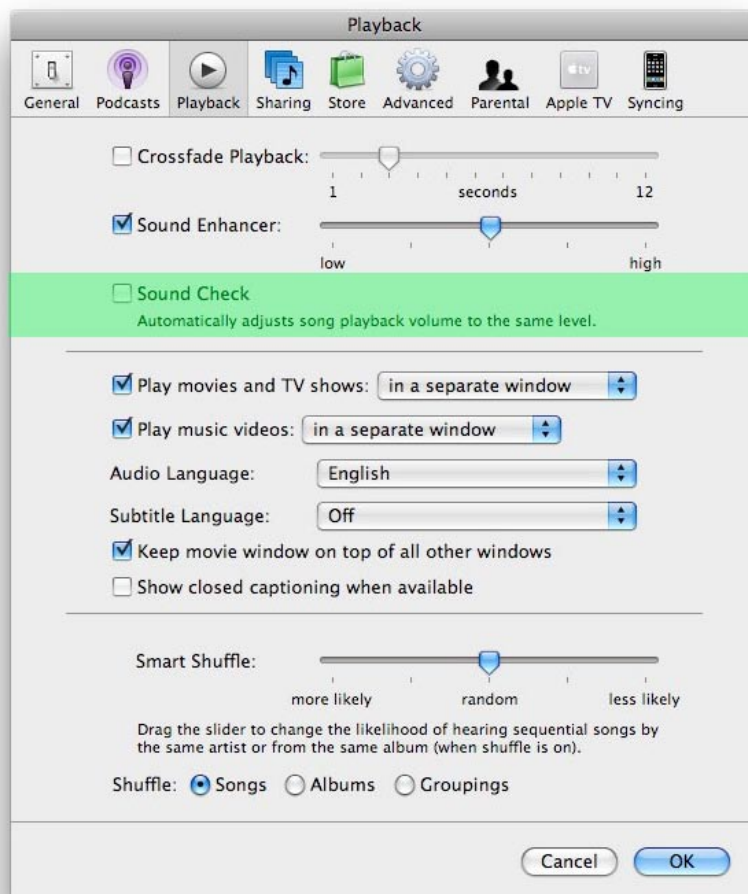 Playback
General Podcasts Playback Sharing Store Advanced Parental Apple TV Syncing
Crossfade Playback:
1 seconds 12
Sound Enhancer:
low high
Sound Check
Automatically adjusts song playback volume to the same level.
Play movies and TV shows: in a separate window
Play music videos: in a separate window
Audio Language: English
Subtitle Language: Off
Keep movie window on top of all other windows
Show closed captioning when available
Smart Shuffle:
more likely random less likely
Drag the slider to change the likelihood of hearing sequential songs by
the same artist or from the same album (when shuffle is on).
Shuffle: Songs Albums Groupings
Cancel OK